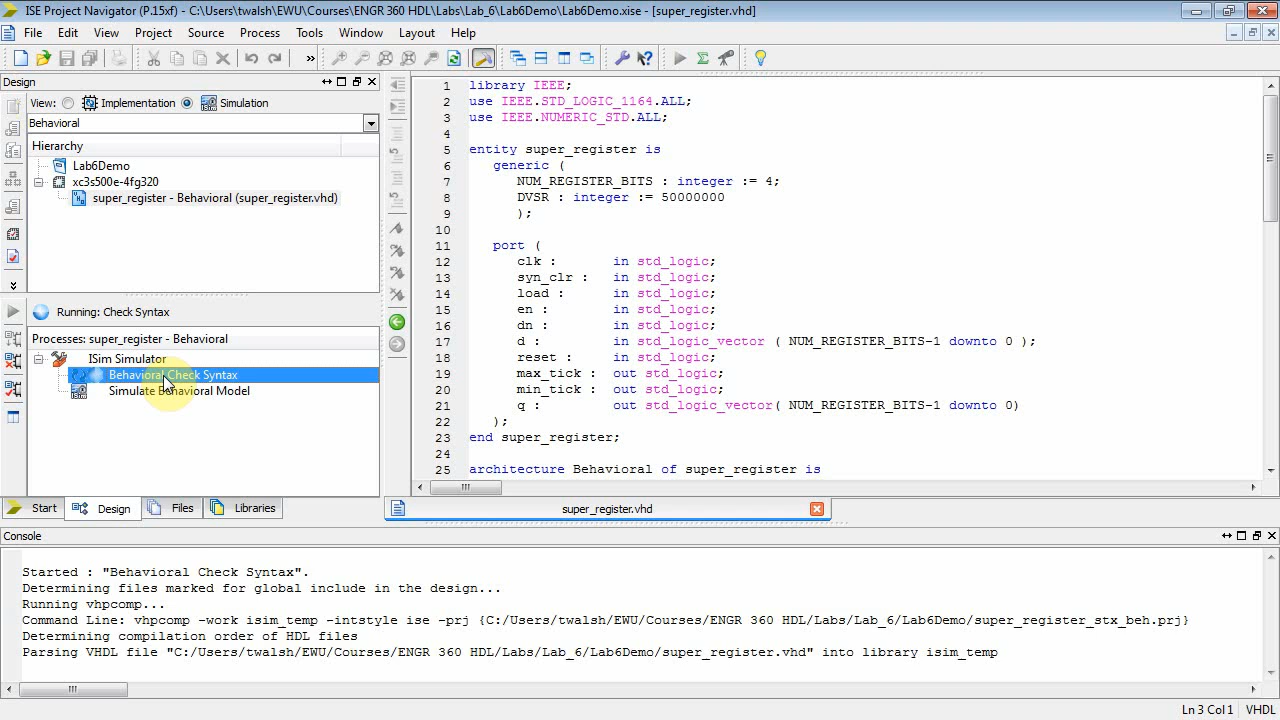 ISE Project Navigator (P.15xf) - C:\Users\twalsh\EWU\Courses\ENGR 360 HDL\Labs\Lab_6\Lab6Demo\Lab6Demo.xise - [super_register.vhd]
File Edit View Project Source Process Tools Window Layout Help
»
Design
View: Implementation Simulation
Behavioral
Hierarchy
Lab6Demo
xc3s500e-4fg320
super_register - Behavioral (super_register.vhd)
Running: Check Syntax
Processes: super_register - Behavioral
ISim Simulator
Behavioral Check Syntax
Simulate Behavioral Model
Start Design Files Libraries
1 library IEEE;
2 use IEEE.STD_LOGIC_1164.ALL;
3 use IEEE.NUMERIC_STD.ALL;
4
5 entity super_register is
6 generic (
7 NUM_REGISTER_BITS : integer := 4;
8 DVSR : integer := 50000000
9 );
10
11 port (
12 clk : in std_logic;
13 syn_clr : in std_logic;
14 load : in std_logic;
15 en : in std_logic;
16 dn : in std_logic;
17 d : in std_logic_vector ( NUM_REGISTER_BITS-1 downto 0 );
18 reset : in std_logic;
19 max_tick : out std_logic;
20 min_tick : out std_logic;
21 q : out std_logic_vector( NUM_REGISTER_BITS-1 downto 0)
22 );
23 end super_register;
24
25 architecture Behavioral of super_register is
super_register.vhd
Console
Started : "Behavioral Check Syntax".
Determining files marked for global include in the design...
Running vhpcomp...
Command Line: vhpcomp -work isim_temp -intstyle ise -prj {C:/Users/twalsh/EWU/Courses/ENGR 360 HDL/Labs/Lab_6/Lab6Demo/super_register_stx_beh.prj}
Determining compilation order of HDL files
Parsing VHDL file "C:/Users/twalsh/EWU/Courses/ENGR 360 HDL/Labs/Lab_6/Lab6Demo/super_register.vhd" into library isim_temp
Ln 3 Col 1 VHDL